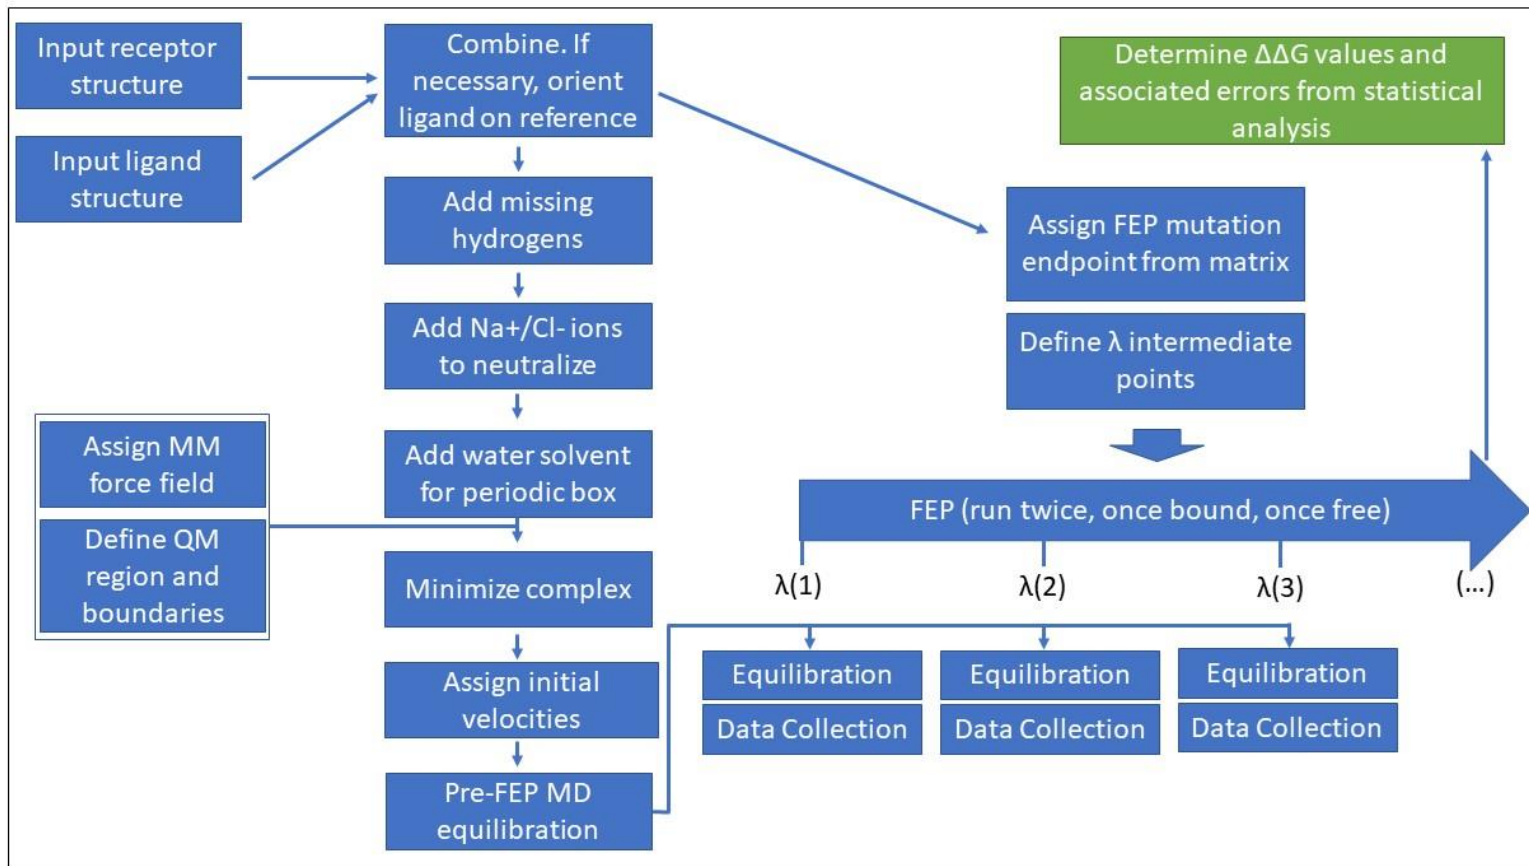 Input receptor
structure
Input ligand
structure
Combine. If
necessary, orient
ligand on reference
Add missing
hydrogens
Add Na+/Cl- ions
to neutralize
Add water solvent
for periodic box
Assign MM
force field
Define QM
region and
boundaries
Minimize complex
Assign initial
velocities
Pre-FEP MD
equilibration
Determine ΔΔG values and
associated errors from statistical
analysis
Assign FEP mutation
endpoint from matrix
Define λ intermediate
points
FEP (run twice, once bound, once free)
λ(1)
λ(2)
λ(3)
(...)
Equilibration
Data Collection
Equilibration
Data Collection
Equilibration
Data Collection